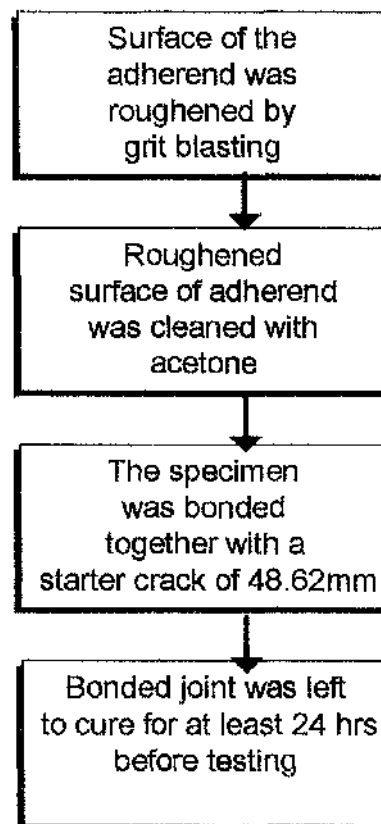 Surface of the
adherend was
roughened by
grit blasting
Roughened
surface of adherend
was cleaned with
acetone
The specimen
was bonded
together with a
starter crack of 48.62mm
Bonded joint was left
to cure for at least 24 hrs
before testing